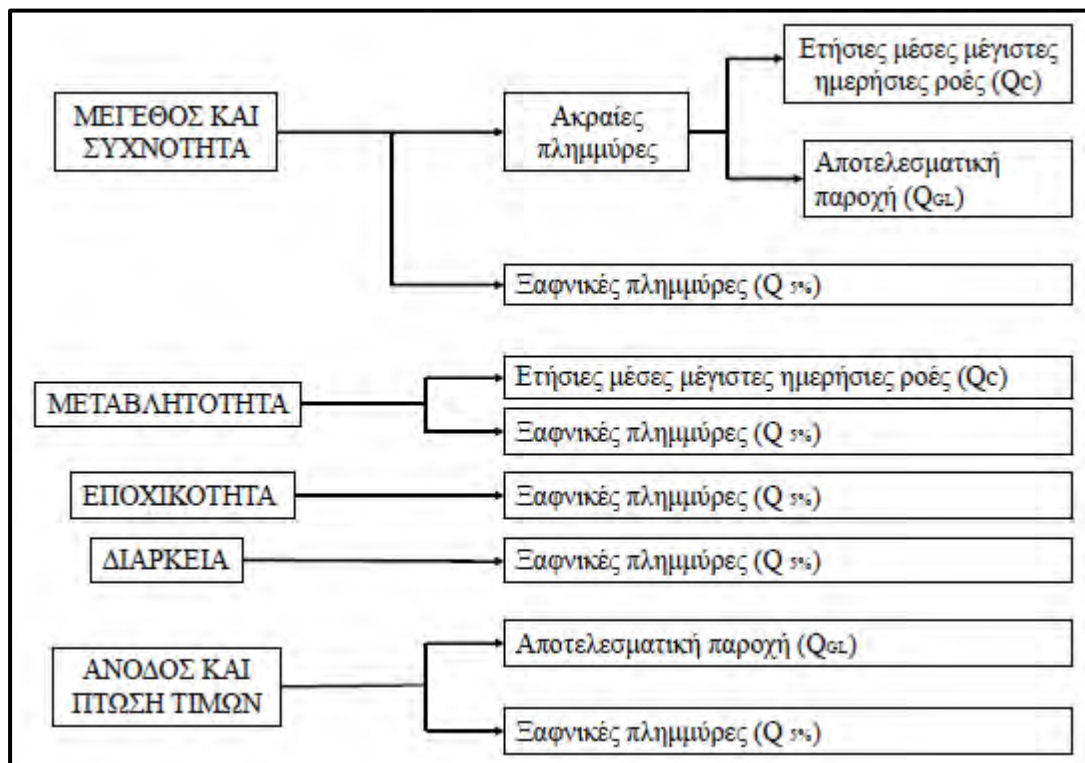 Ετήσιες μέσες μέγιστες
ημερήσιες ροές (Qc)
ΜΕΓΕΘΟΣ ΚΑΙ
ΣΥΧΝΟΤΗΤΑ
Ακραίες
πλημμύρες
Αποτελεσματική
παροχή (QGL)
Ξαφνικές πλημμύρες (Q 5%)
ΜΕΤΑΒΛΗΤΟΤΗΤΑ
Ετήσιες μέσες μέγιστες ημερήσιες ροές (Qc)
Ξαφνικές πλημμύρες (Q 5%)
ΕΠΟΧΙΚΟΤΗΤΑ
Ξαφνικές πλημμύρες (Q 5%)
ΔΙΑΡΚΕΙΑ
Ξαφνικές πλημμύρες (Q 5%)
ΑΝΟΔΟΣ ΚΑΙ
ΠΤΩΣΗ ΤΙΜΩΝ
Αποτελεσματική παροχή (QGL)
Ξαφνικές πλημμύρες (Q 5%)